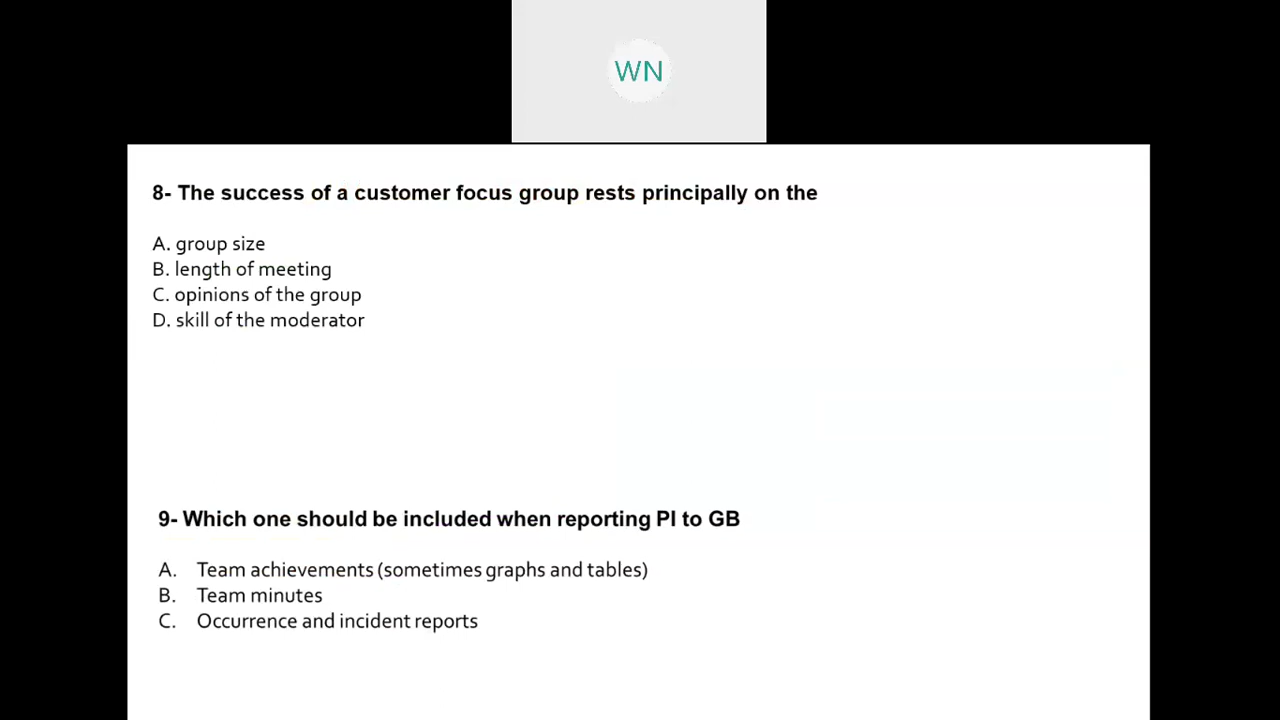 WN
8- The success of a customer focus group rests principally on the
A. group size
B. length of meeting
C. opinions of the group
D. skill of the moderator
9- Which one should be included when reporting PI to GB
A. Team achievements (sometimes graphs and tables)
B. Team minutes
C. Occurrence and incident reports